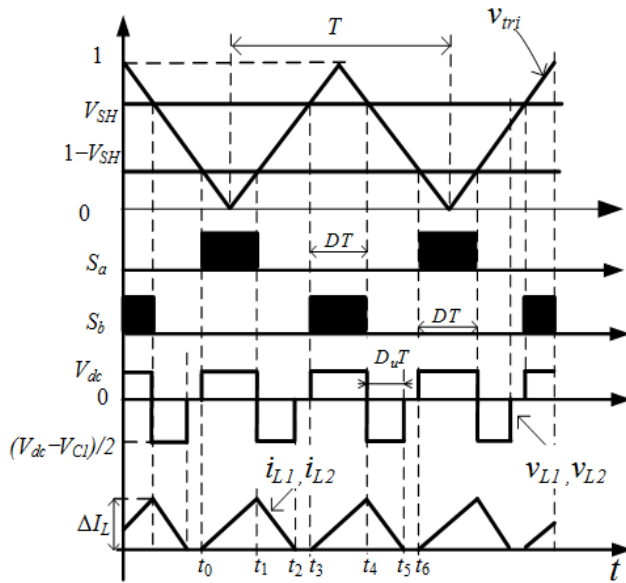 T
v_tri
1
V_SH
1−V_SH
0
S_a
DT
S_b
DT
V_dc
D_uT
0
(V_dc−V_C1)/2
i_L1,i_L2
v_L1,v_L2
ΔI_L
t_0 t_1 t_2 t_3 t_4 t_5 t_6 t